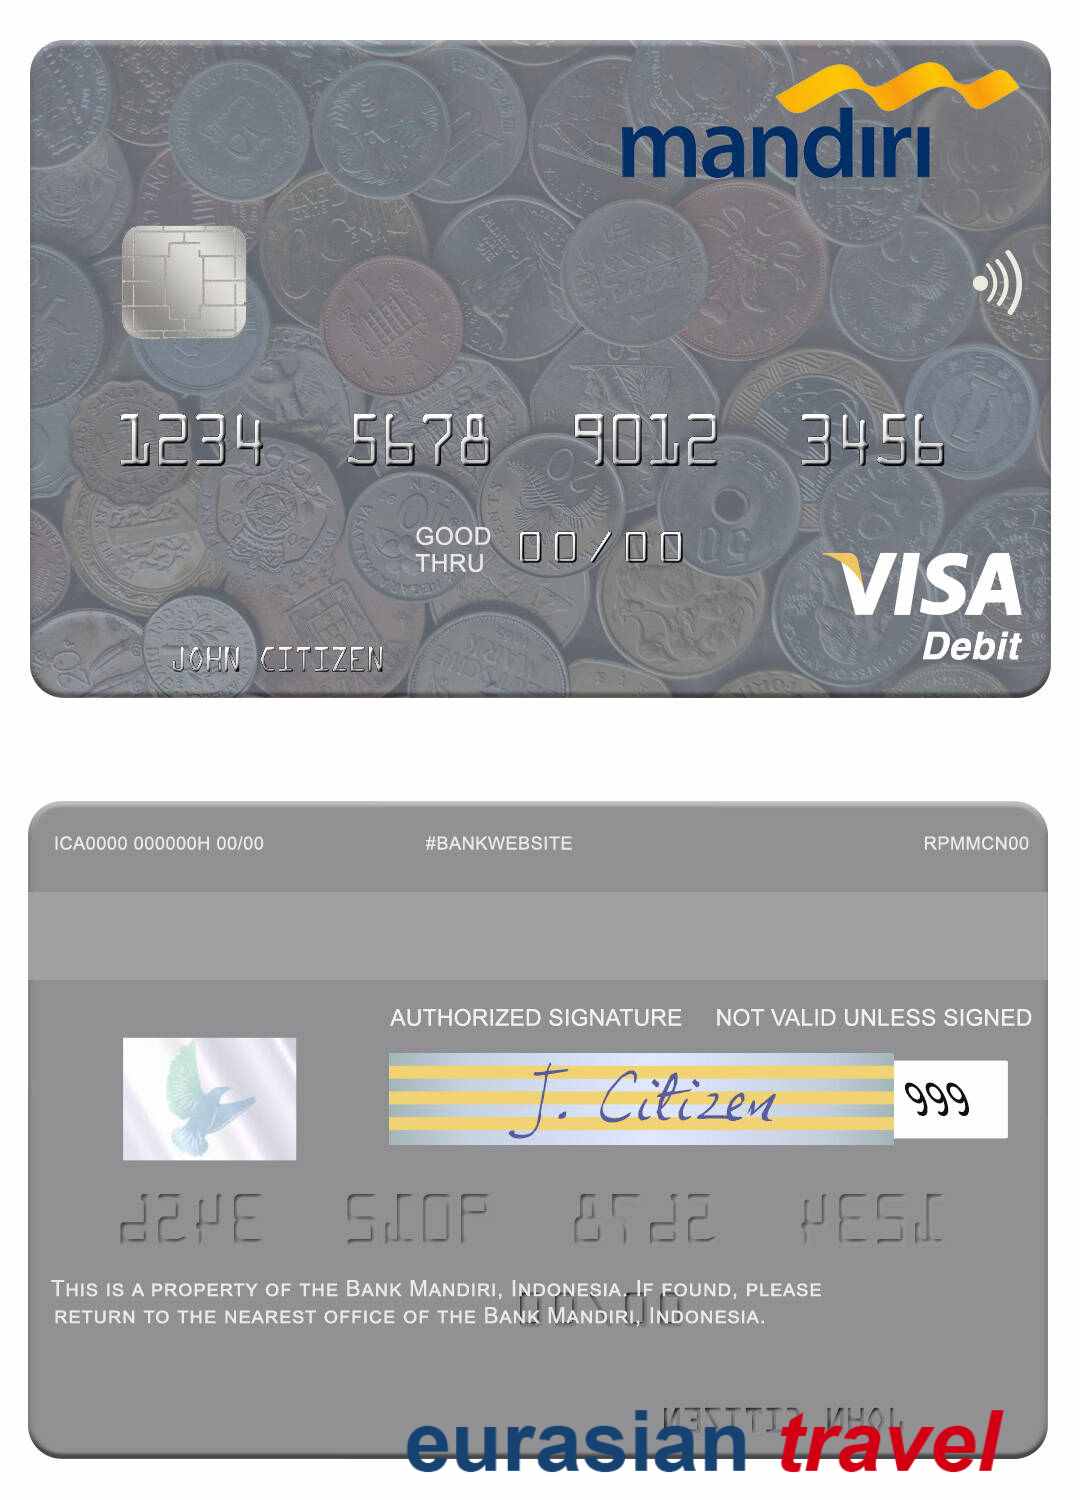 mandırı
1234 5678 9012 3456
GOOD THRU 00/00
VISA
Debit
JOHN CITIZEN
ICA0000 000000H 00/00 #BANKWEBSITE RPMMCN00
AUTHORIZED SIGNATURE NOT VALID UNLESS SIGNED
J. Citizen 999
THIS IS A PROPERTY OF THE BANK MANDIRI, INDONESIA. IF FOUND, PLEASE
RETURN TO THE NEAREST OFFICE OF THE BANK MANDIRI, INDONESIA.
eurasian travel